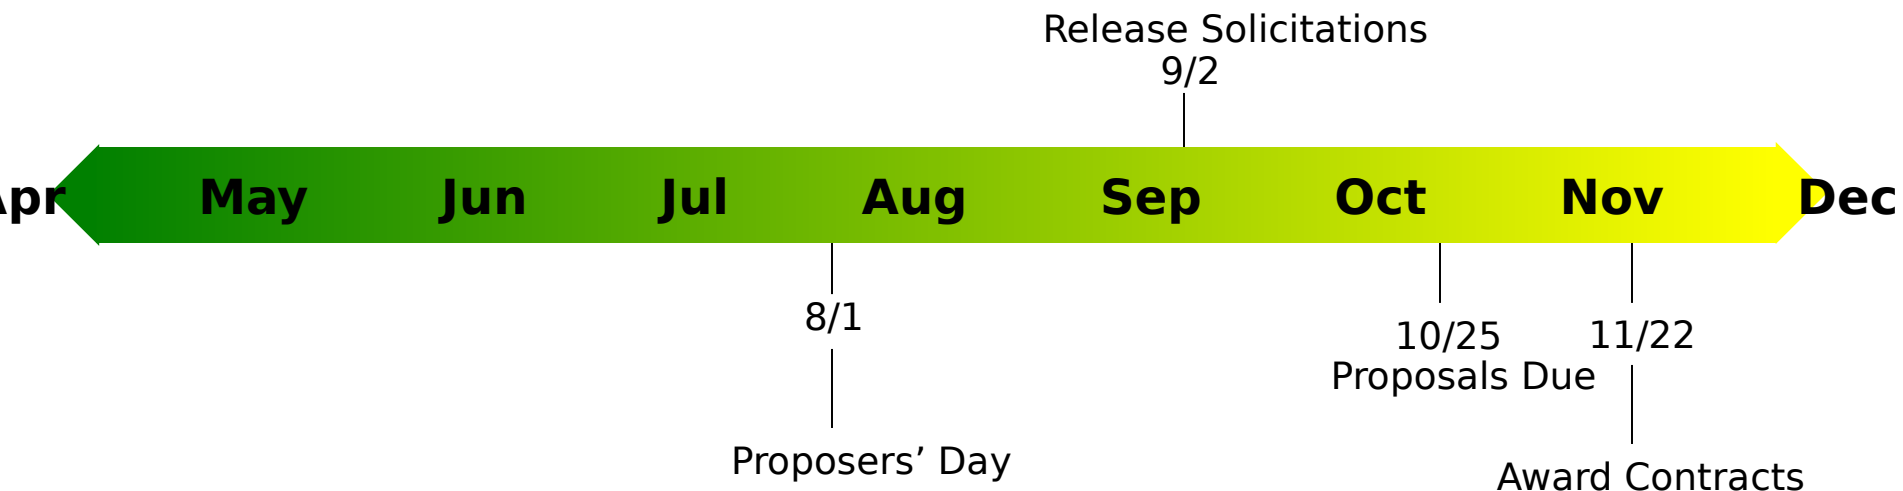 Release Solicitations
9/2
Apr May Jun Jul Aug Sep Oct Nov Dec
8/1
Proposers’ Day
10/25
Proposals Due
11/22
Award Contracts